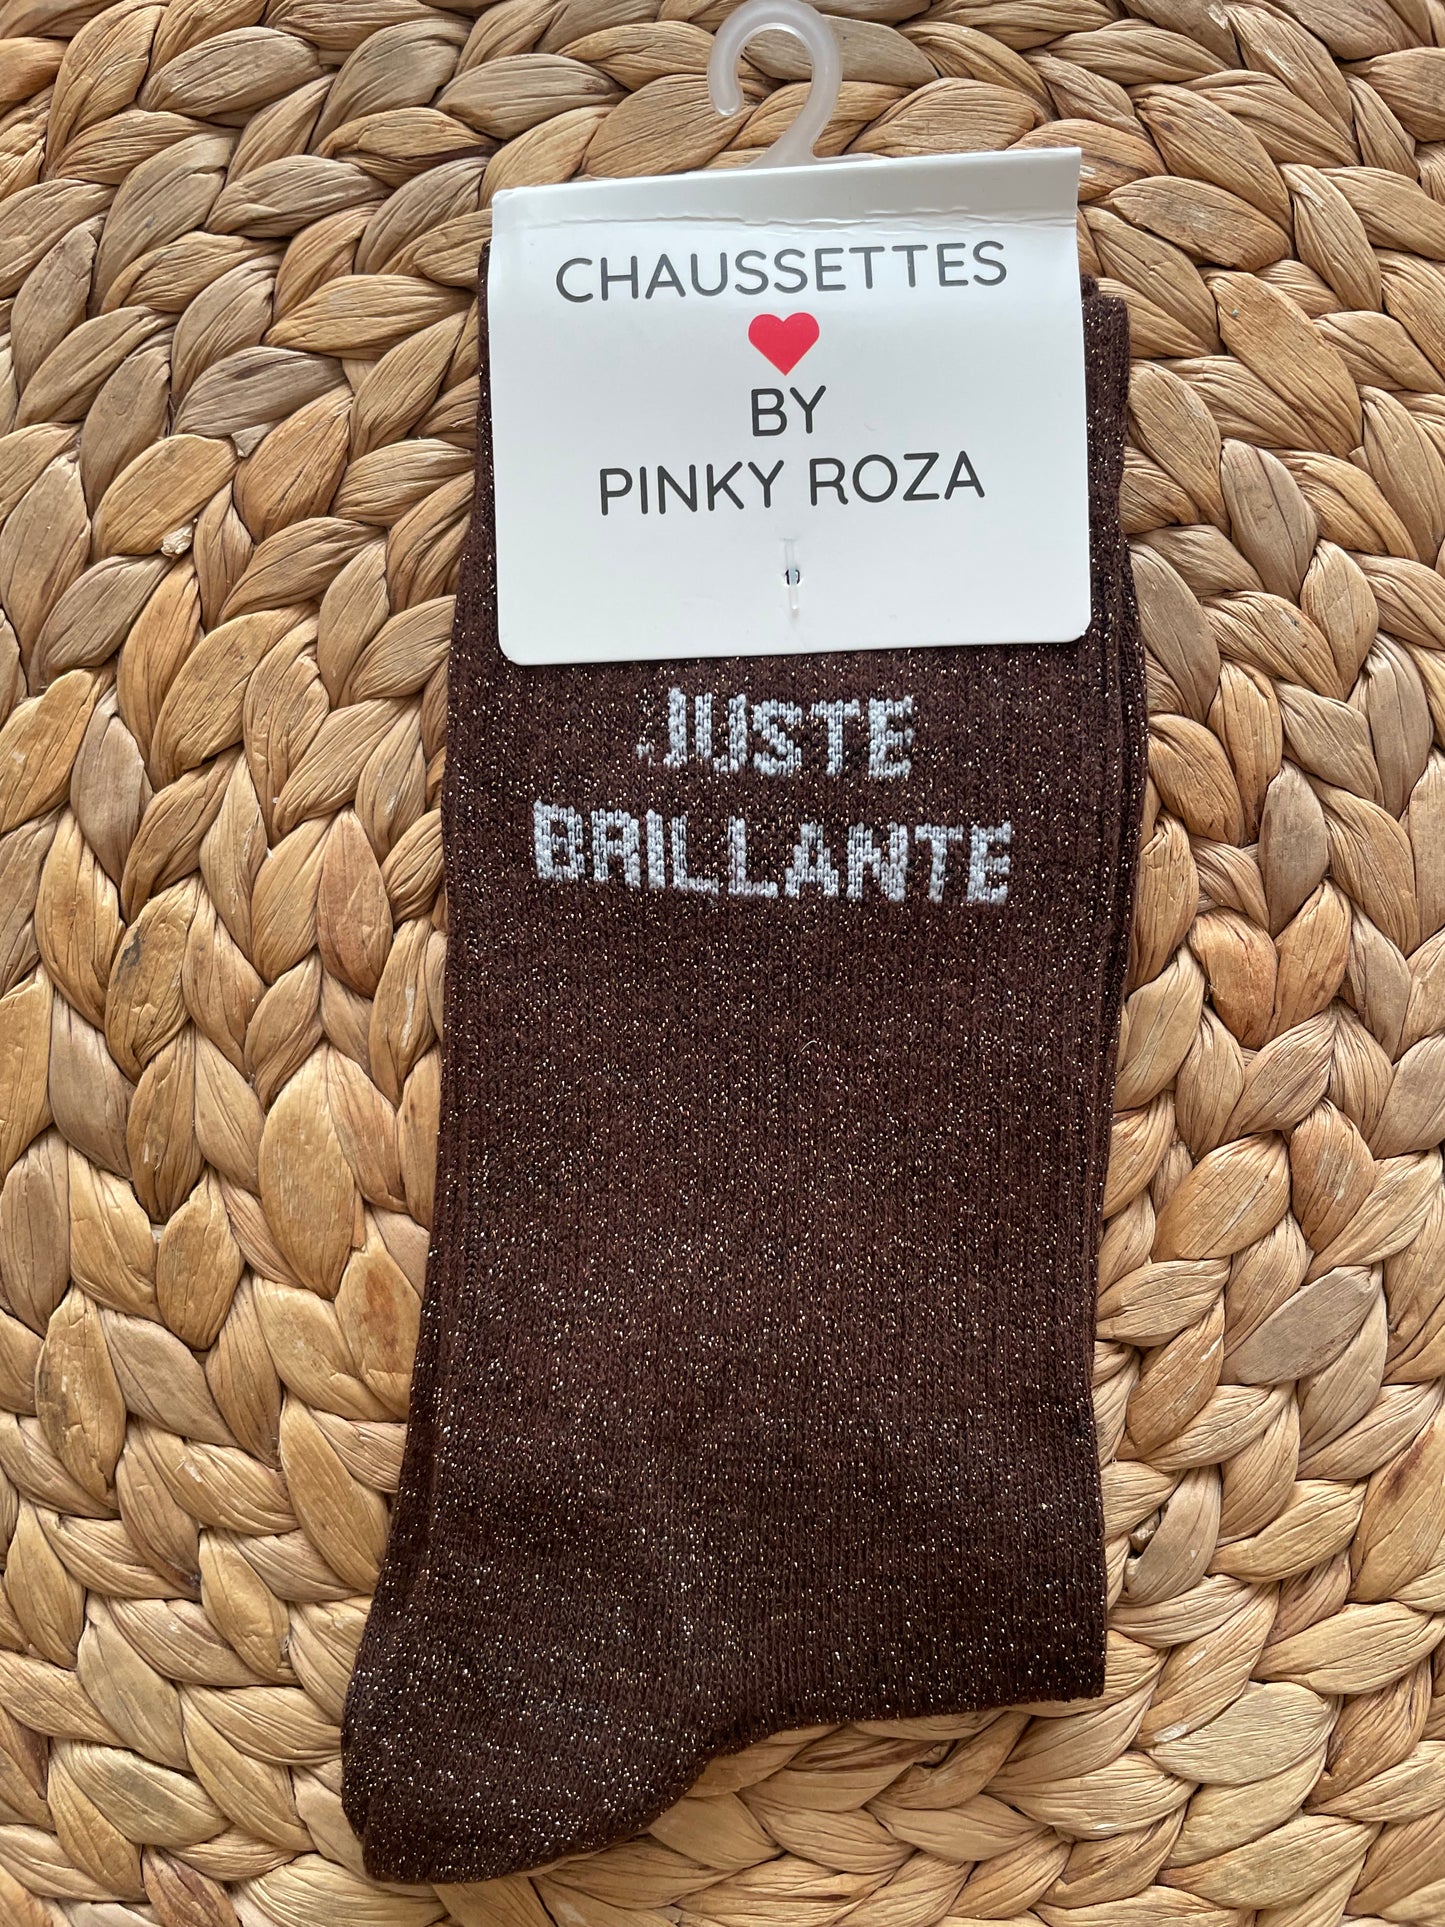 CHAUSSETTES
BY
PINKY ROZA
JUSTE
BRILLANTE